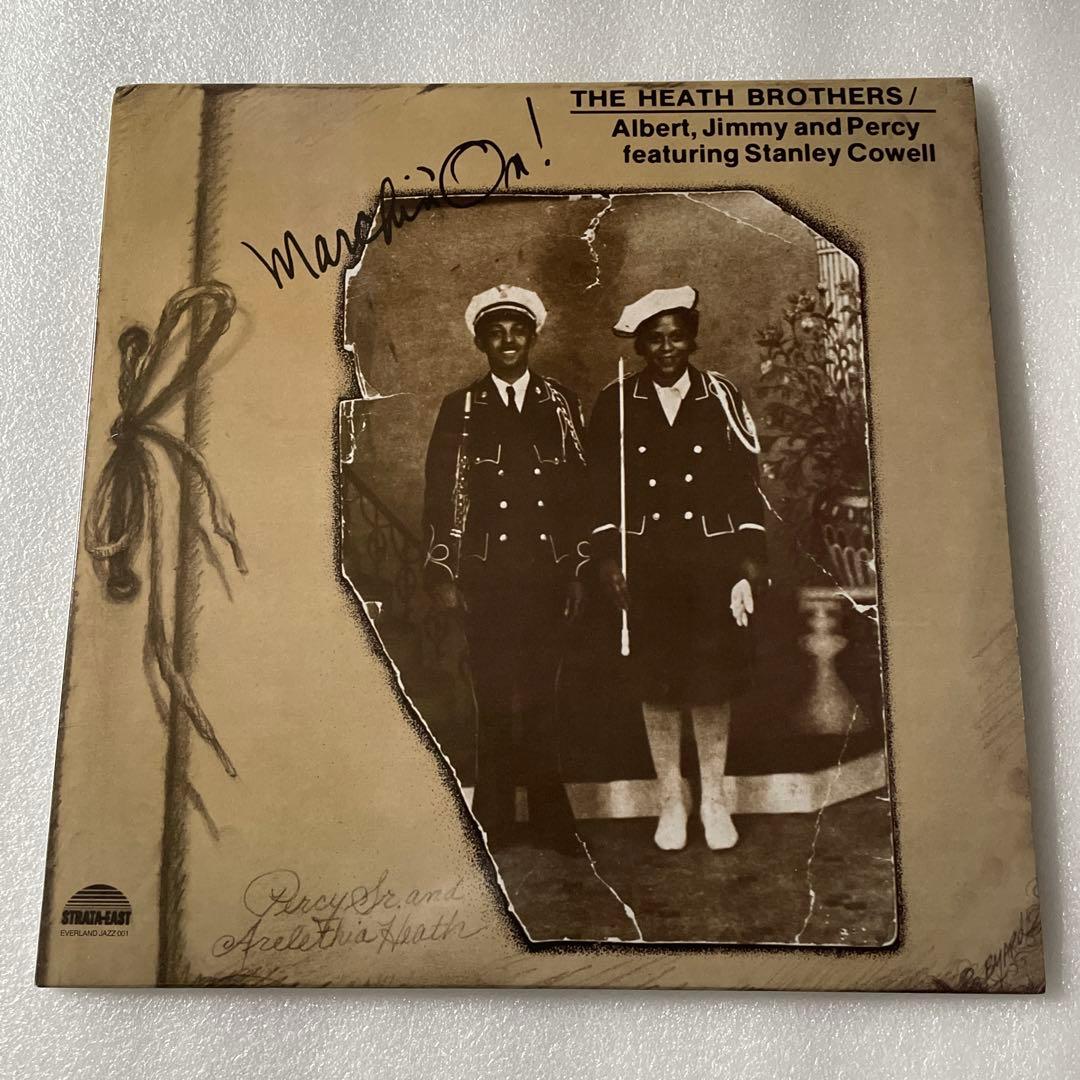 THE HEATH BROTHERS/
Albert, Jimmy and Percy
featuring Stanley Cowell
Marchin' On!
Percy Sr. and
Arelethia Heath
STRATA-EAST
EVERLAND JAZZ 001